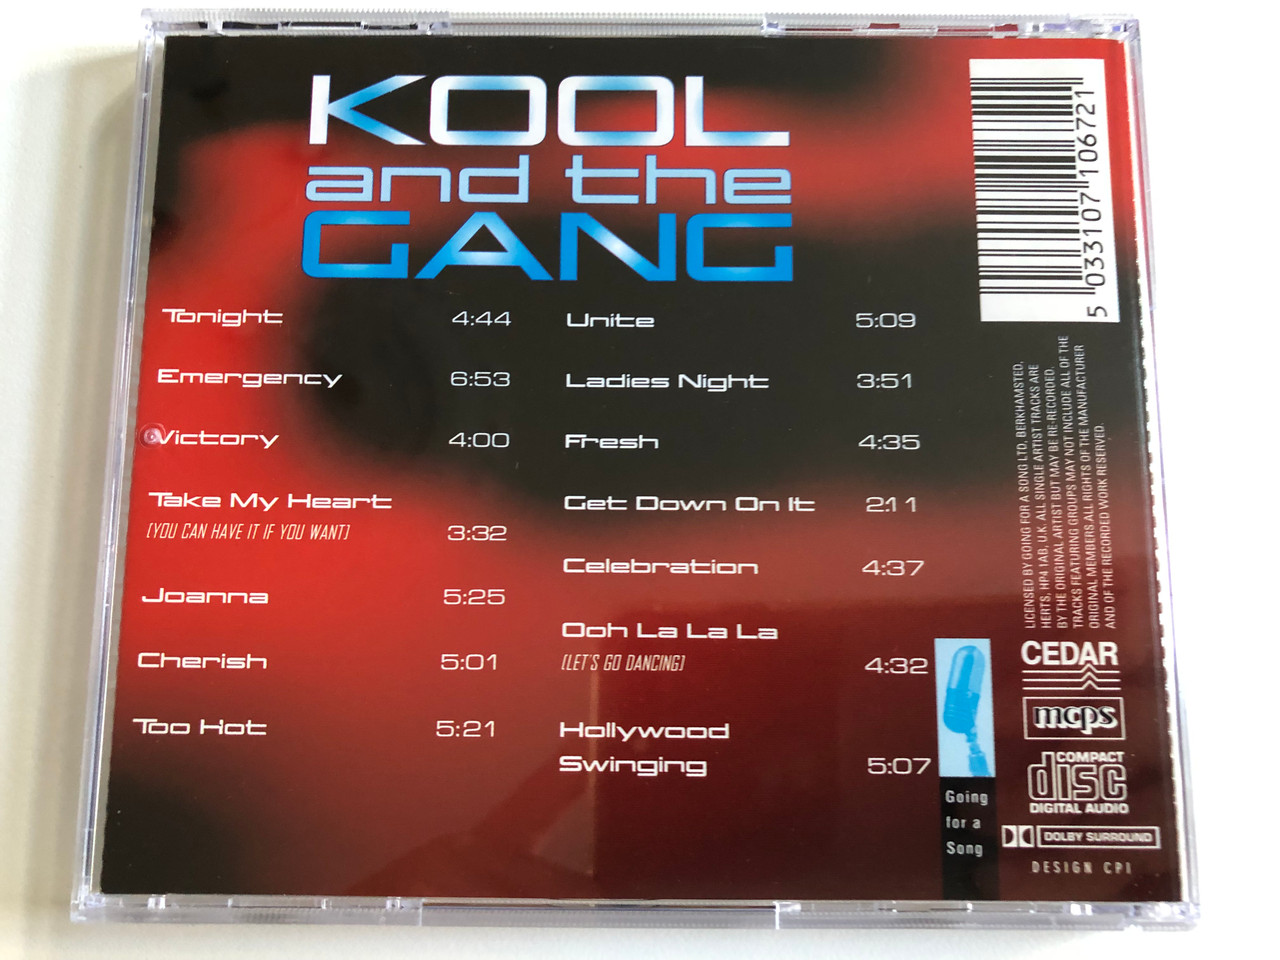 KOOL
and the
GANG
Tonight 4:44
Emergency 6:53
Victory 4:00
Take My Heart
(YOU CAN HAVE IT IF YOU WANT) 3:32
Joanna 5:25
Cherish 5:01
Too Hot 5:21
Unite 5:09
Ladies Night 3:51
Fresh 4:35
Get Down On It 2:11
Celebration 4:37
Ooh La La La
(LET'S GO DANCING) 4:32
Hollywood
Swinging 5:07
5 033107 106721
LICENSED BY GOING FOR A SONG LTD, BERKHAMSTED,
HERTS, HP4 1AB, U.K. ALL SINGLE ARTIST TRACKS ARE
BY THE ORIGINAL ARTIST BUT MAY BE RE-RECORDED.
TRACKS FEATURING GROUPS MAY NOT INCLUDE ALL OF THE
ORIGINAL MEMBERS ALL RIGHTS OF THE MANUFACTURER
AND OF THE RECORDED WORK RESERVED.
CEDAR
mcps
COMPACT
disc
DIGITAL AUDIO
DOLBY SURROUND
DESIGN CPI
Going
for a
Song